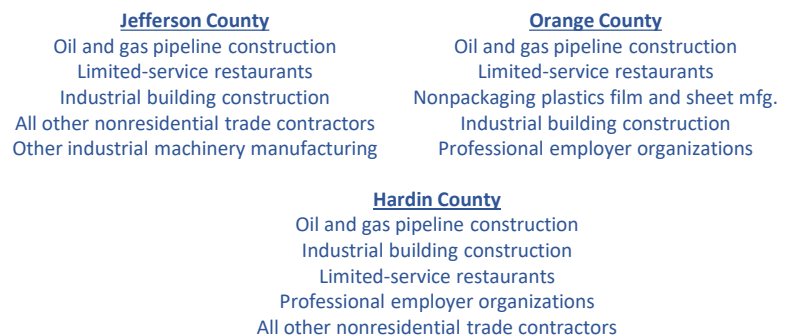 Jefferson County
Oil and gas pipeline construction
Limited-service restaurants
Industrial building construction
All other nonresidential trade contractors
Other industrial machinery manufacturing
Orange County
Oil and gas pipeline construction
Limited-service restaurants
Nonpackaging plastics film and sheet mfg.
Industrial building construction
Professional employer organizations
Hardin County
Oil and gas pipeline construction
Industrial building construction
Limited-service restaurants
Professional employer organizations
All other nonresidential trade contractors